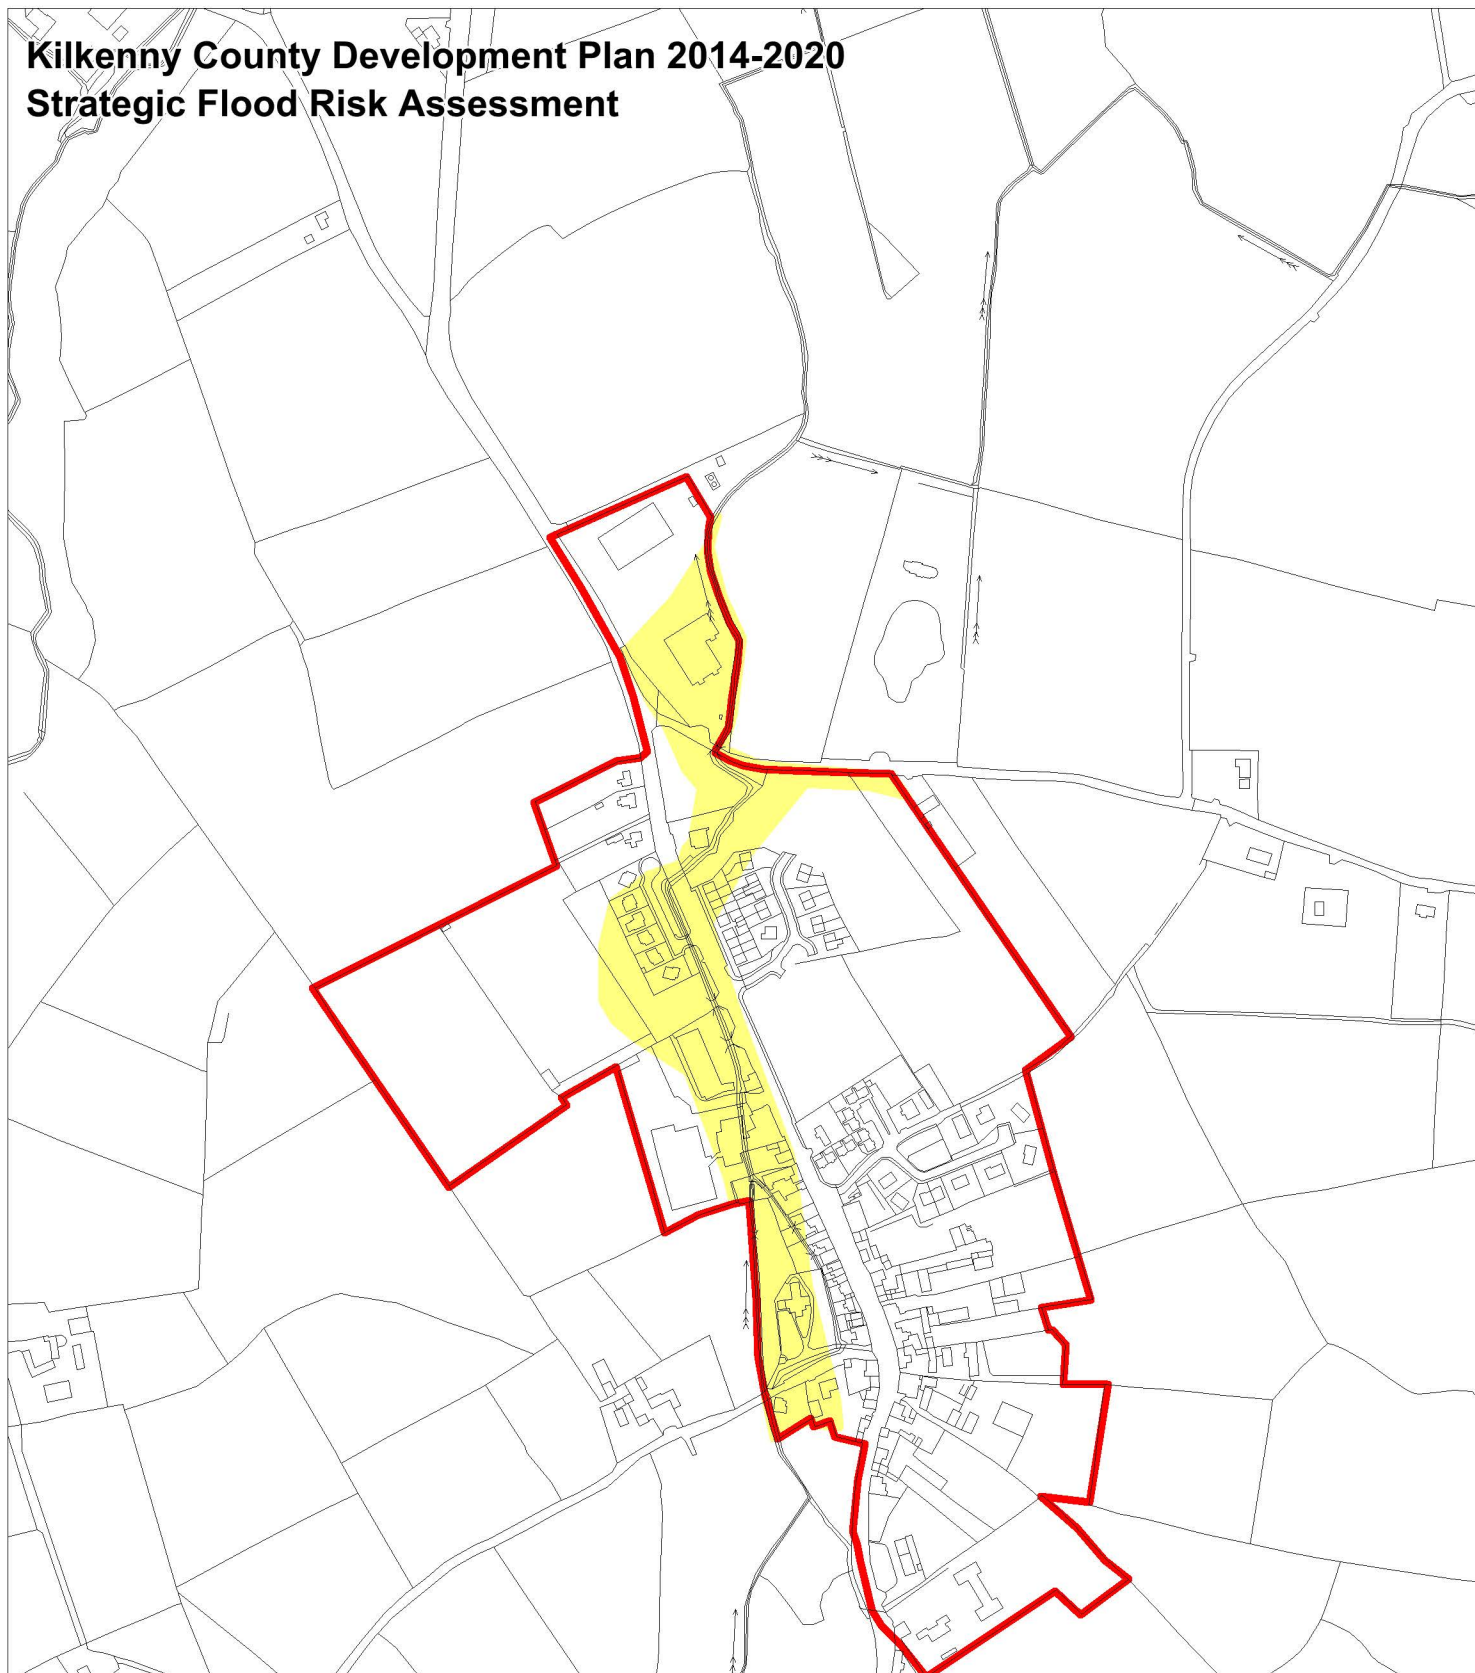 Kilkenny County Development Plan 2014-2020
Strategic Flood Risk Assessment